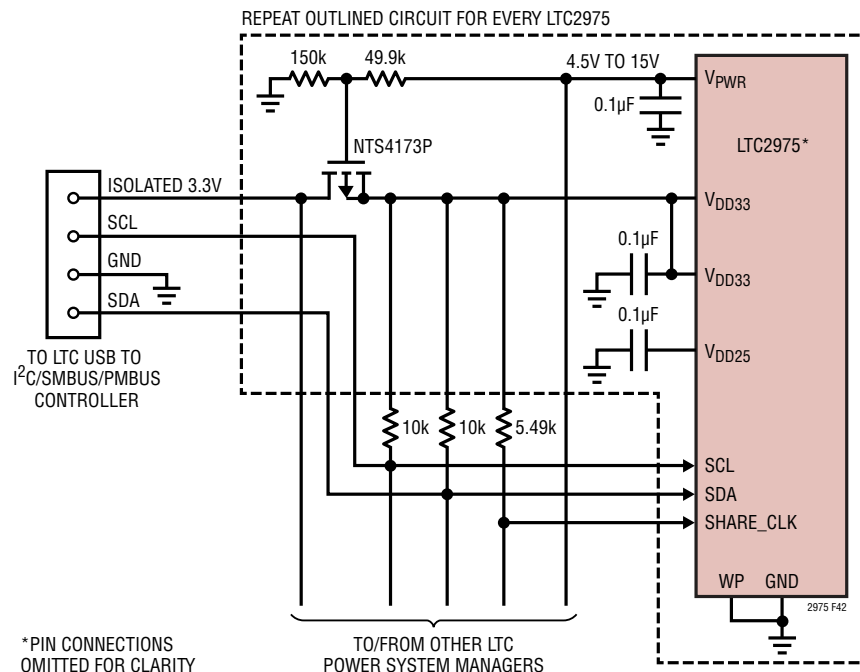 REPEAT OUTLINED CIRCUIT FOR EVERY LTC2975
150k
49.9k
4.5V TO 15V
VPWR
0.1µF
LTC2975*
NTS4173P
ISOLATED 3.3V
VDD33
SCL
0.1µF
GND
VDD33
SDA
0.1µF
VDD25
TO LTC USB TO
I2C/SMBUS/PMBUS
CONTROLLER
10k
10k
5.49k
SCL
SDA
SHARE_CLK
WP
GND
2975 F42
*PIN CONNECTIONS
OMITTED FOR CLARITY
TO/FROM OTHER LTC
POWER SYSTEM MANAGERS